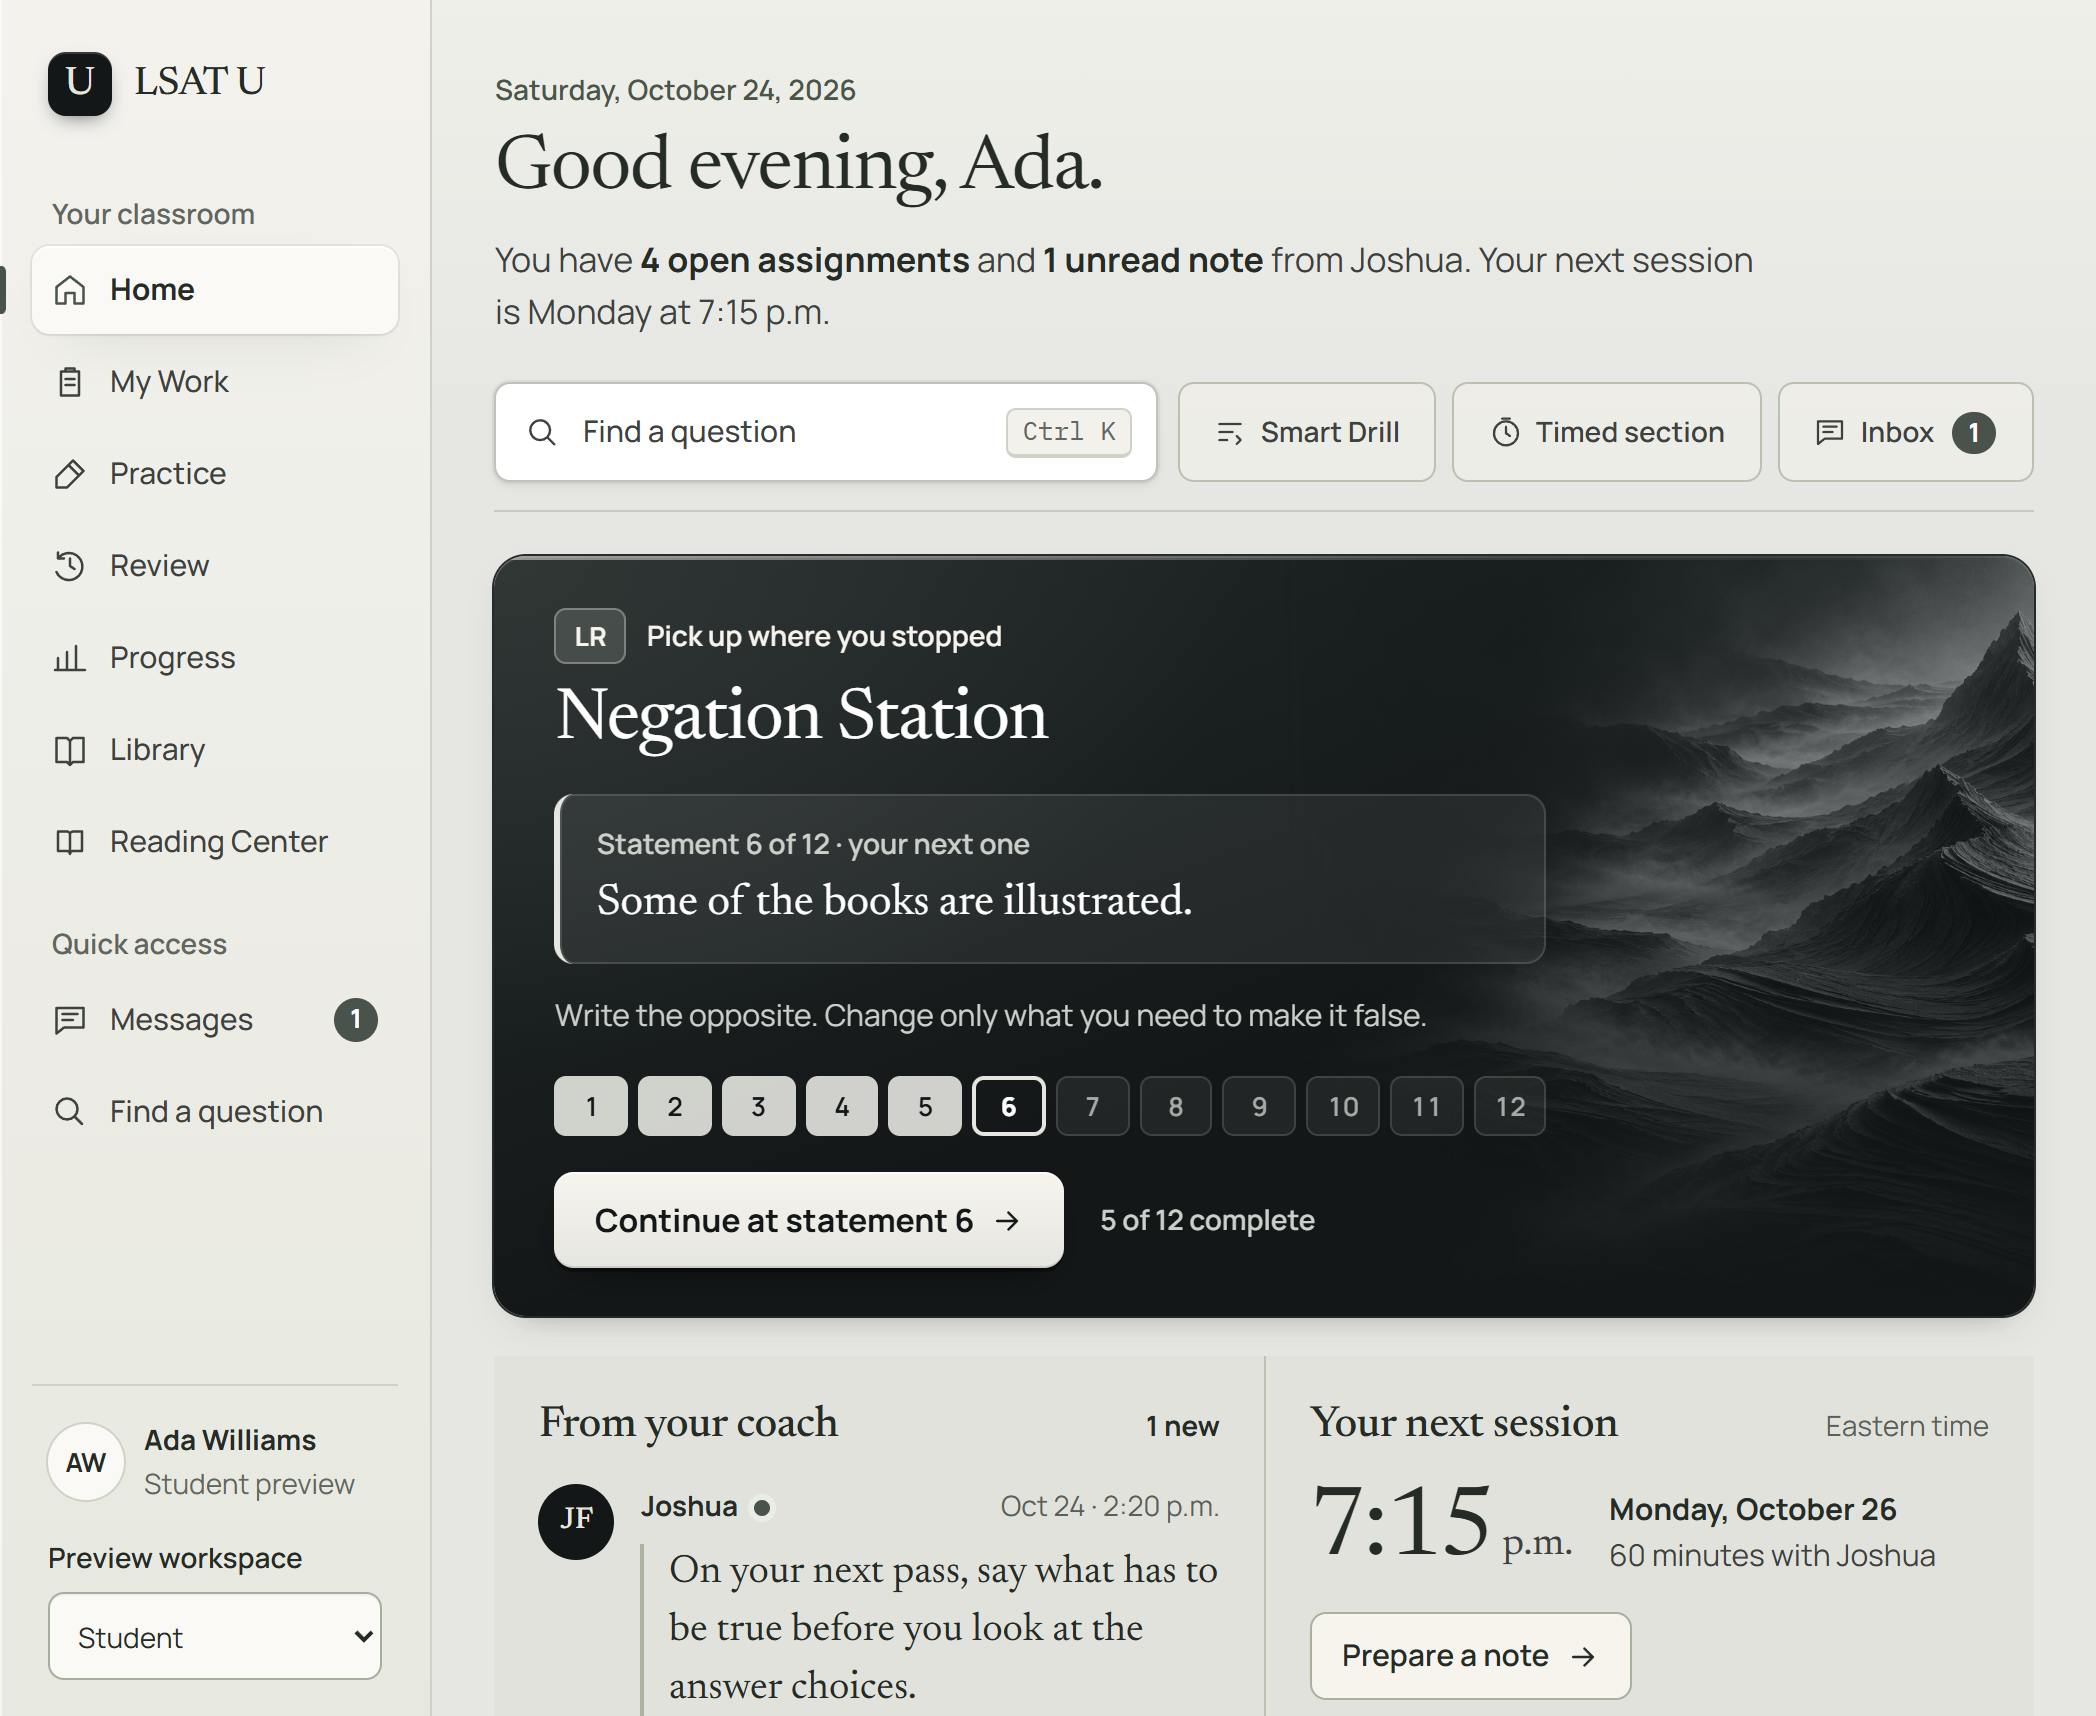 U LSAT U
Your classroom
Home
My Work
Practice
Review
Progress
Library
Reading Center
Quick access
Messages 1
Find a question
AW Ada Williams
Student preview
Preview workspace
Student
Saturday, October 24, 2026
Good evening, Ada.
You have 4 open assignments and 1 unread note from Joshua. Your next session
is Monday at 7:15 p.m.
Find a question Ctrl K Smart Drill Timed section Inbox 1
LR Pick up where you stopped
Negation Station
Statement 6 of 12 · your next one
Some of the books are illustrated.
Write the opposite. Change only what you need to make it false.
1 2 3 4 5 6 7 8 9 10 11 12
Continue at statement 6 → 5 of 12 complete
From your coach 1 new
JF Joshua Oct 24 · 2:20 p.m.
On your next pass, say what has to
be true before you look at the
answer choices.
Your next session Eastern time
7:15 p.m. Monday, October 26
60 minutes with Joshua
Prepare a note →